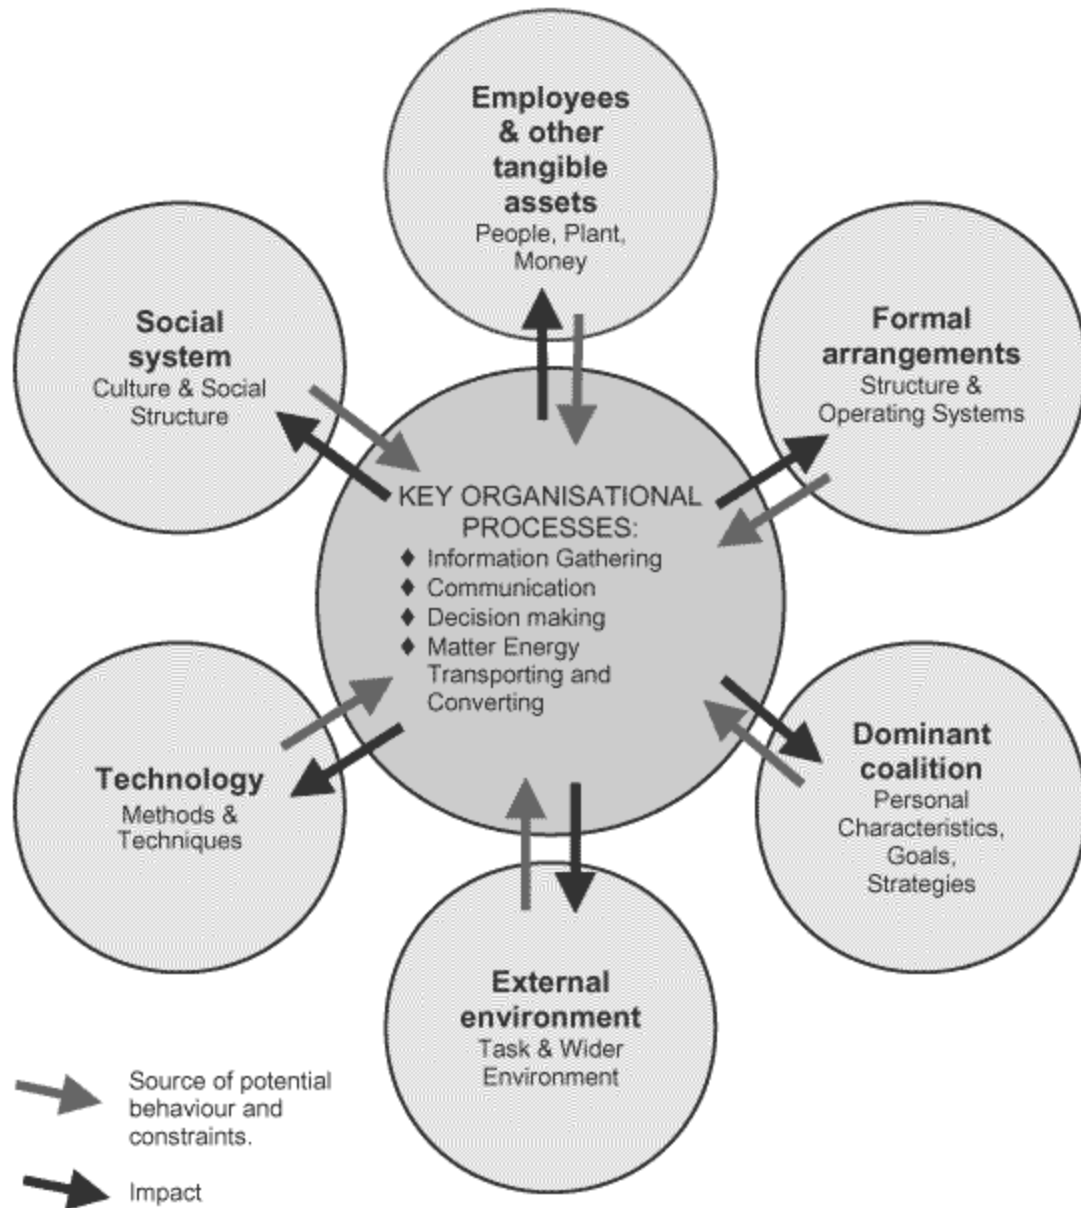 Employees
& other
tangible
assets
People, Plant,
Money
Social
system
Culture & Social
Structure
Formal
arrangements
Structure &
Operating Systems
KEY ORGANISATIONAL
PROCESSES:
♦ Information Gathering
♦ Communication
♦ Decision making
♦ Matter Energy
Transporting and
Converting
Technology
Methods &
Techniques
Dominant
coalition
Personal
Characteristics,
Goals,
Strategies
External
environment
Task & Wider
Environment
Source of potential
behaviour and
constraints.
Impact